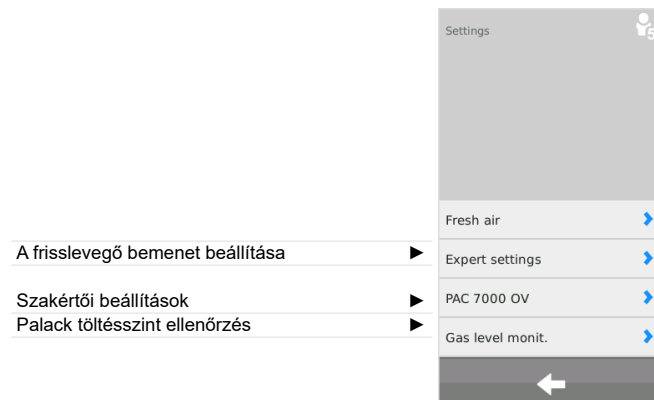 Settings
5
Fresh air
A frisslevegő bemenet beállítása ►
Expert settings
Szakértői beállítások ►
PAC 7000 OV
Palack töltésszint ellenőrzés ►
Gas level monit.